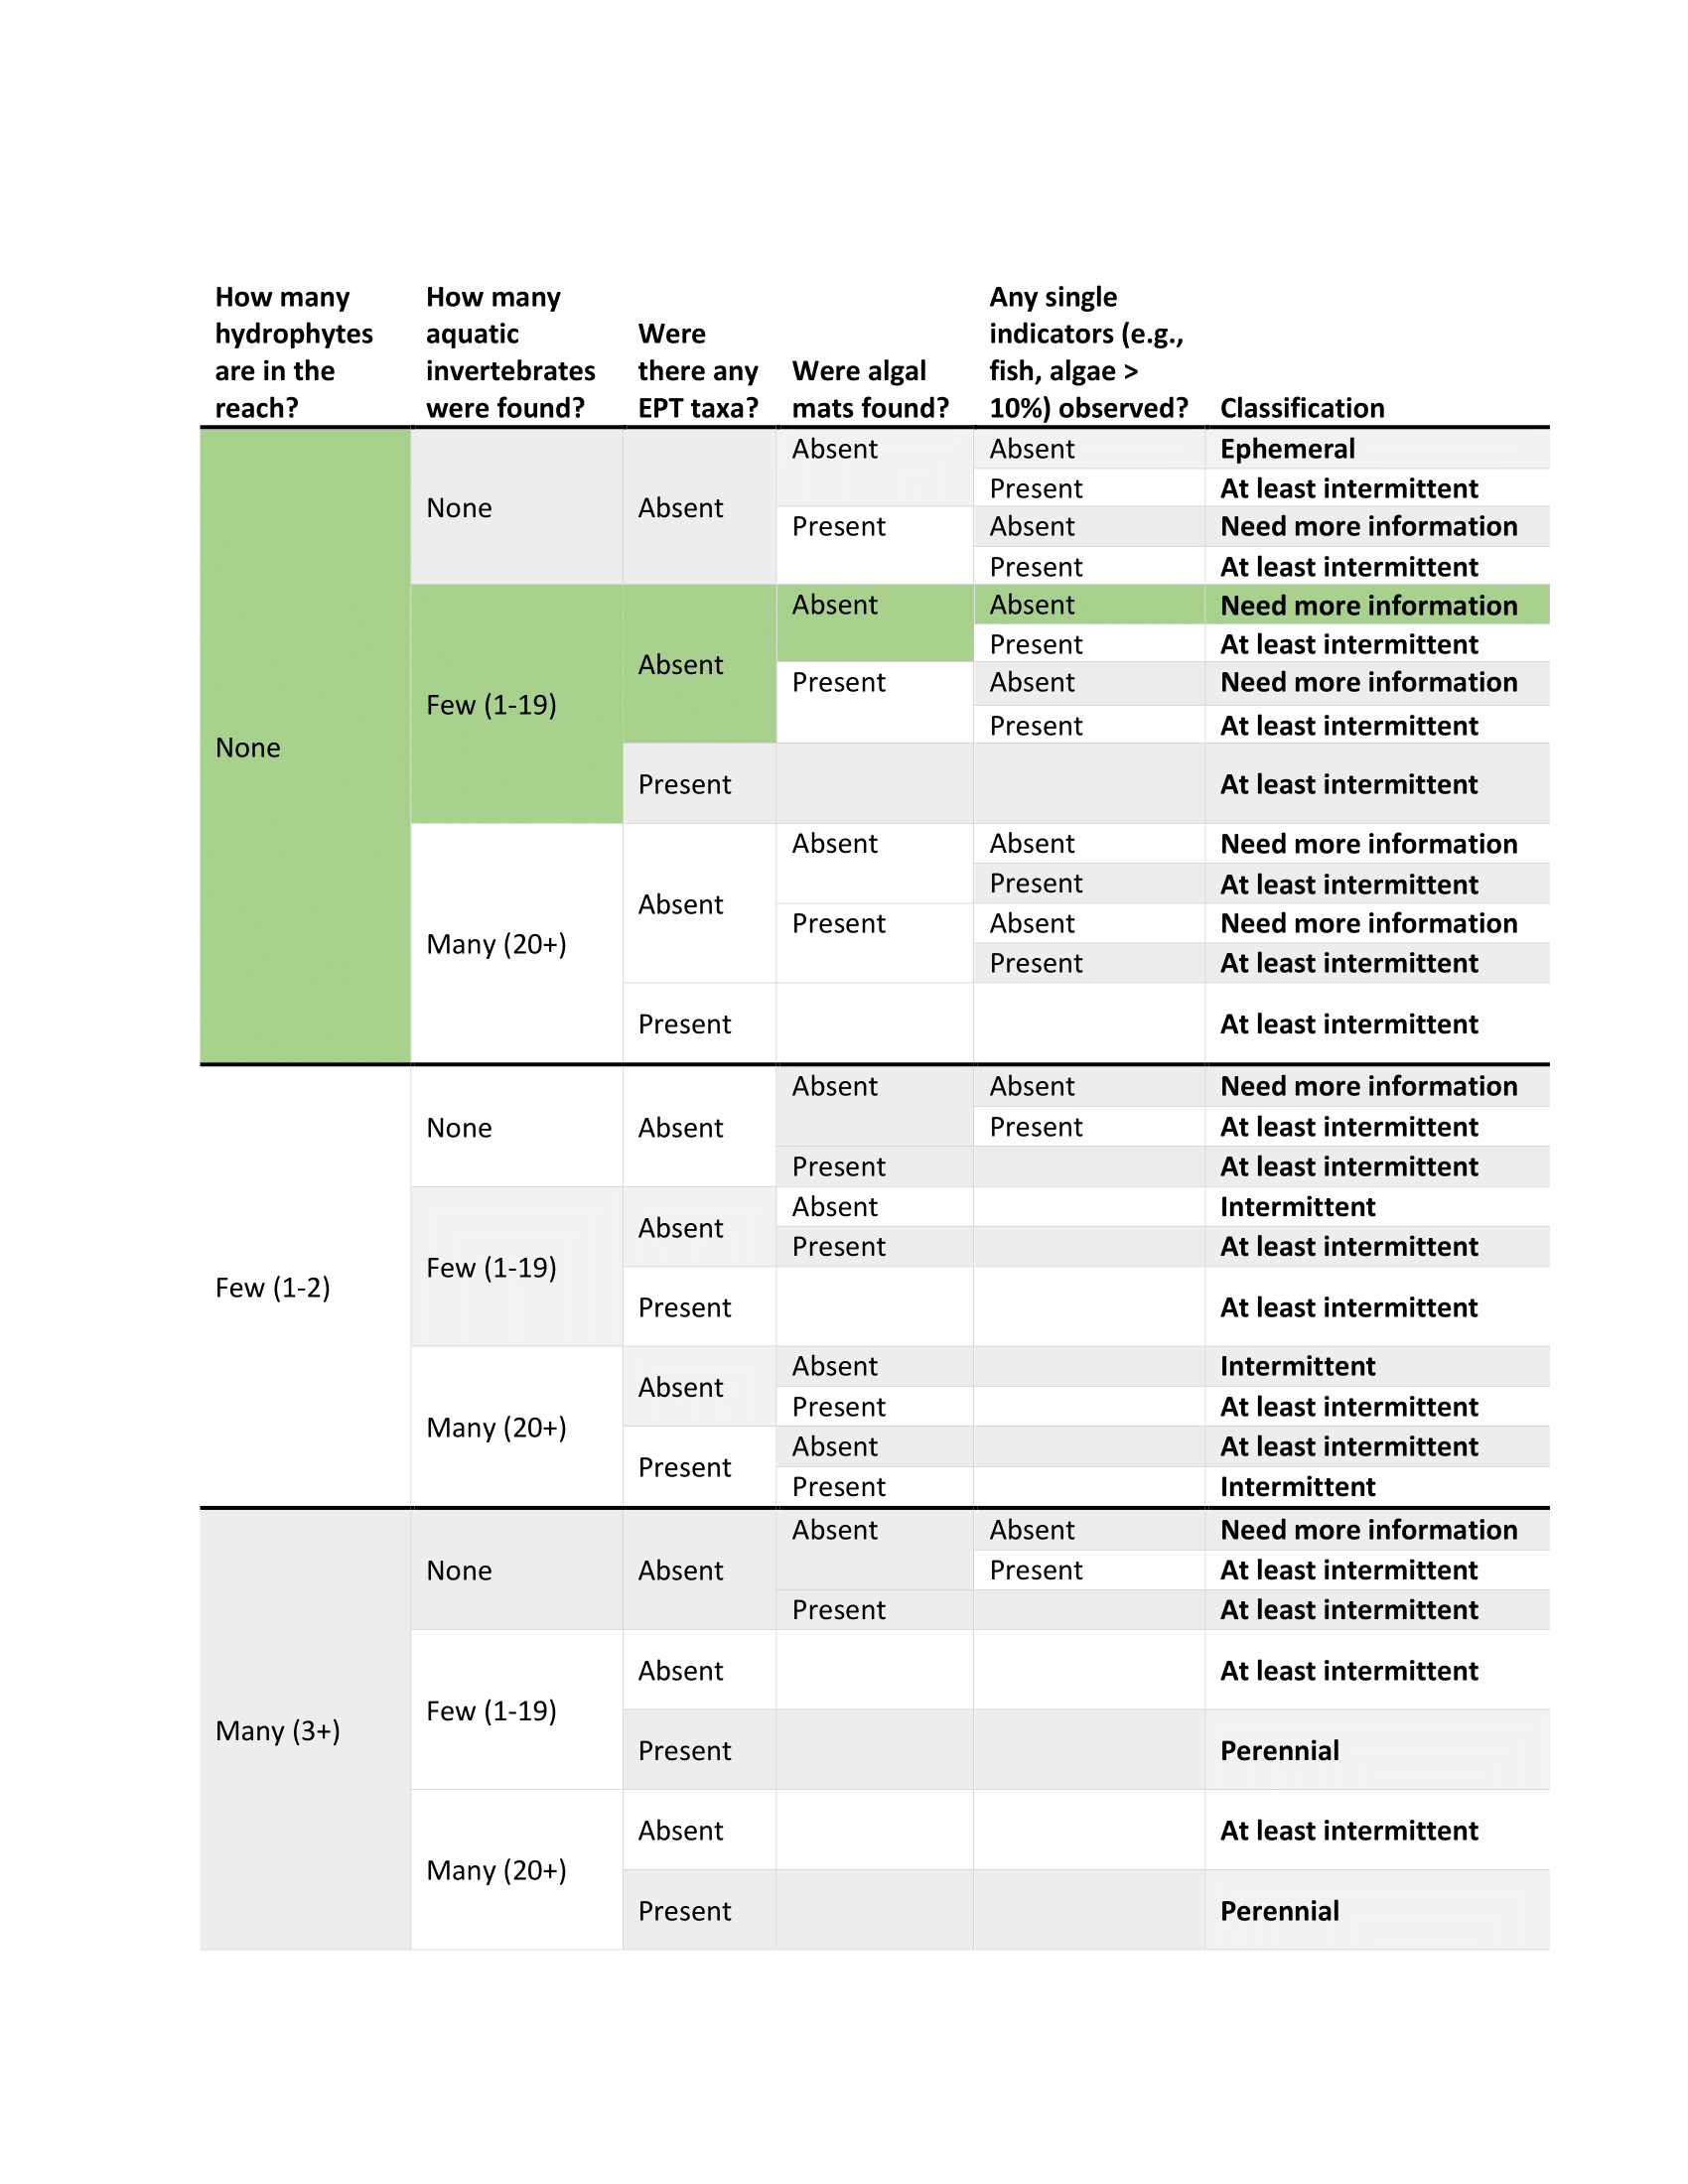 How many
hydrophytes
are in the
reach?
How many
aquatic
invertebrates
were found?
Were
there any
EPT taxa?
Were algal
mats found?
Any single
indicators (e.g.,
fish, algae >
10%) observed?
Classification
None
None
Absent
Absent
Absent
Ephemeral
Present
At least intermittent
Present
Absent
Need more information
Present
At least intermittent
Few (1-19)
Absent
Absent
Absent
Need more information
Present
At least intermittent
Present
Absent
Need more information
Present
At least intermittent
Present
At least intermittent
Many (20+)
Absent
Absent
Absent
Need more information
Present
At least intermittent
Present
Absent
Need more information
Present
At least intermittent
Present
At least intermittent
Few (1-2)
None
Absent
Absent
Absent
Need more information
Present
At least intermittent
Present
At least intermittent
Few (1-19)
Absent
Absent
Intermittent
Present
At least intermittent
Present
At least intermittent
Many (20+)
Absent
Absent
Intermittent
Present
At least intermittent
Present
Absent
At least intermittent
Present
Intermittent
Many (3+)
None
Absent
Absent
Absent
Need more information
Present
At least intermittent
Present
At least intermittent
Few (1-19)
Absent
At least intermittent
Present
Perennial
Many (20+)
Absent
At least intermittent
Present
Perennial